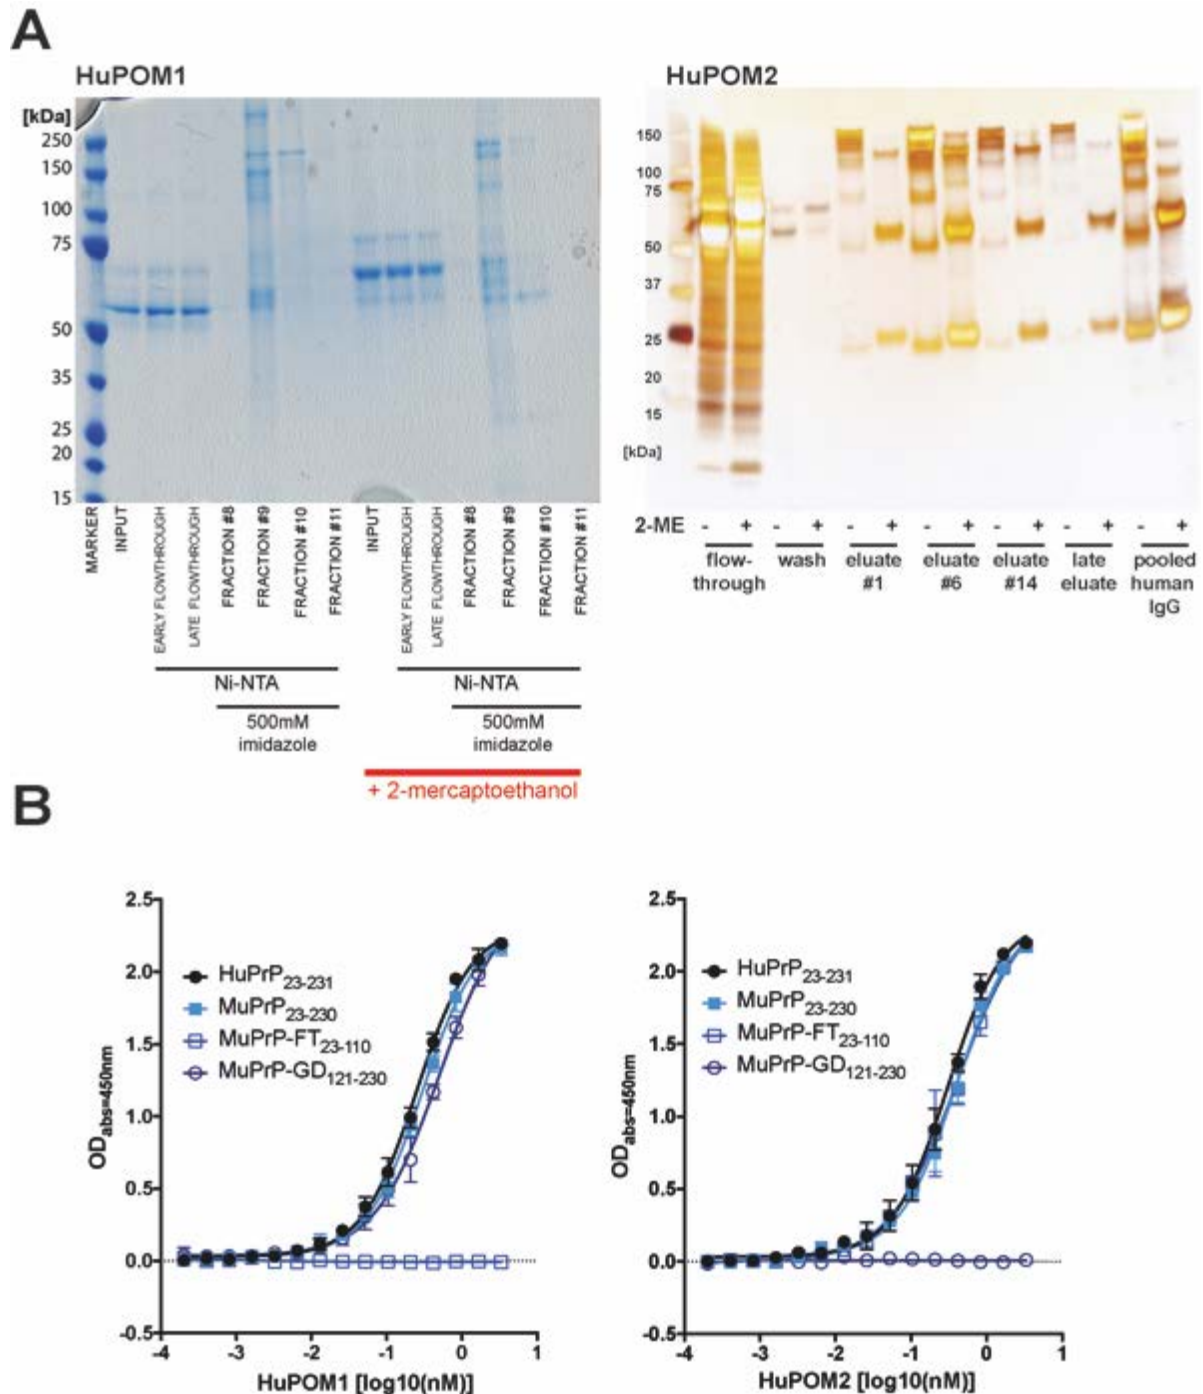 A
HuPOM1
[kDa]
250
150
100
75
50
35
25
20
15
MARKER
INPUT
EARLY FLOWTHROUGH
LATE FLOWTHROUGH
FRACTION #8
FRACTION #9
FRACTION #10
FRACTION #11
INPUT
EARLY FLOWTHROUGH
LATE FLOWTHROUGH
FRACTION #8
FRACTION #9
FRACTION #10
FRACTION #11
Ni-NTA
Ni-NTA
500mM
imidazole
500mM
imidazole
+ 2-mercaptoethanol
HuPOM2
150
100
75
50
37
25
20
15
[kDa]
2-ME - + - + - + - + - + - + - +
flow-
through
wash
eluate
#1
eluate
#6
eluate
#14
late
eluate
pooled
human
IgG
B
2.5
2.0
1.5
1.0
0.5
0.0
-0.5
ODabs=450nm
HuPrP23-231
MuPrP23-230
MuPrP-FT23-110
MuPrP-GD121-230
-4 -3 -2 -1 0 1
HuPOM1 [log10(nM)]
2.5
2.0
1.5
1.0
0.5
0.0
-0.5
ODabs=450nm
HuPrP23-231
MuPrP23-230
MuPrP-FT23-110
MuPrP-GD121-230
-4 -3 -2 -1 0 1
HuPOM2 [log10(nM)]